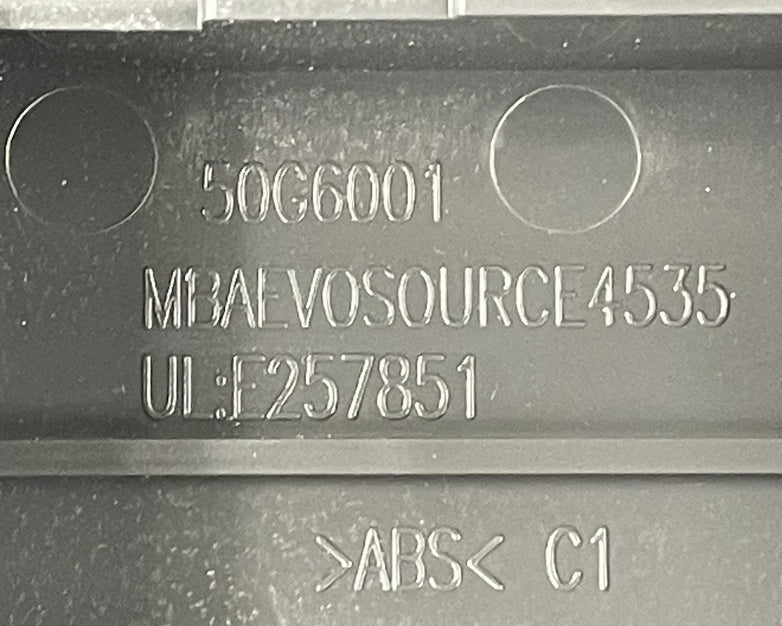 50G6001
MBAEVOSOURCE4535
UL:E257851
>ABS< C1